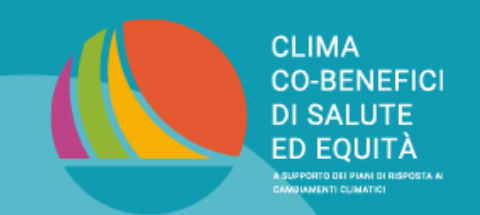 CLIMA
CO-BENEFICI
DI SALUTE
ED EQUITÀ
A SUPPORTO DEI PIANI DI RISPOSTA AI
CAMBIAMENTI CLIMATICI